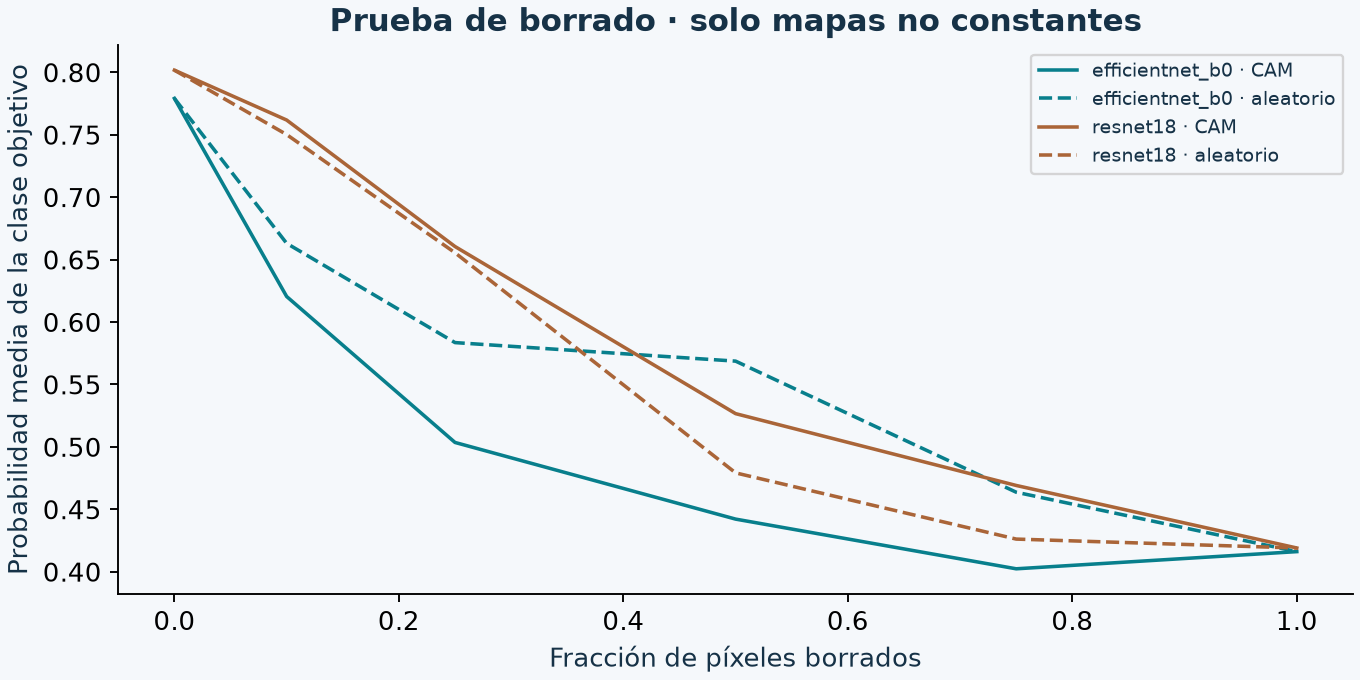 Prueba de borrado · solo mapas no constantes
efficientnet_b0 · CAM
efficientnet_b0 · aleatorio
resnet18 · CAM
resnet18 · aleatorio
Probabilidad media de la clase objetivo
0.80
0.75
0.70
0.65
0.60
0.55
0.50
0.45
0.40
0.0 0.2 0.4 0.6 0.8 1.0
Fracción de píxeles borrados